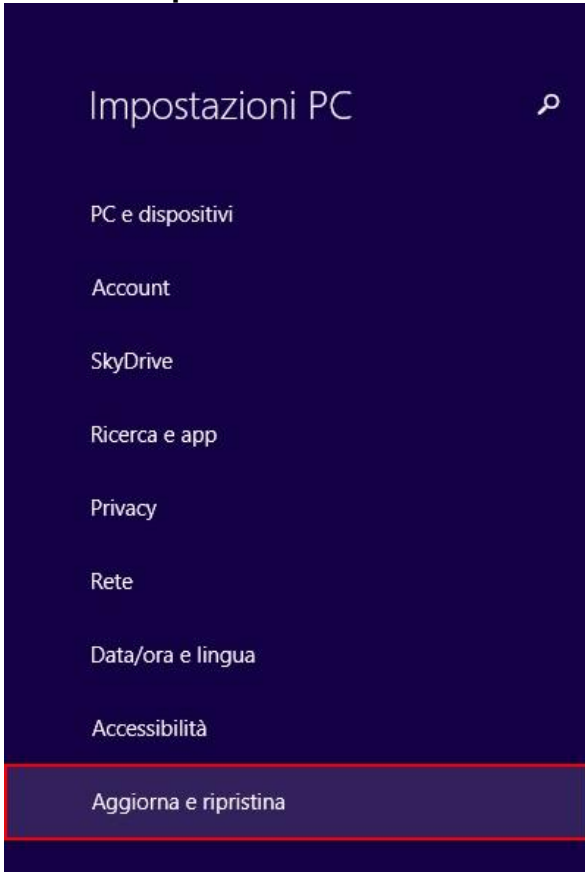 Impostazioni PC
PC e dispositivi
Account
SkyDrive
Ricerca e app
Privacy
Rete
Data/ora e lingua
Accessibilità
Aggiorna e ripristina